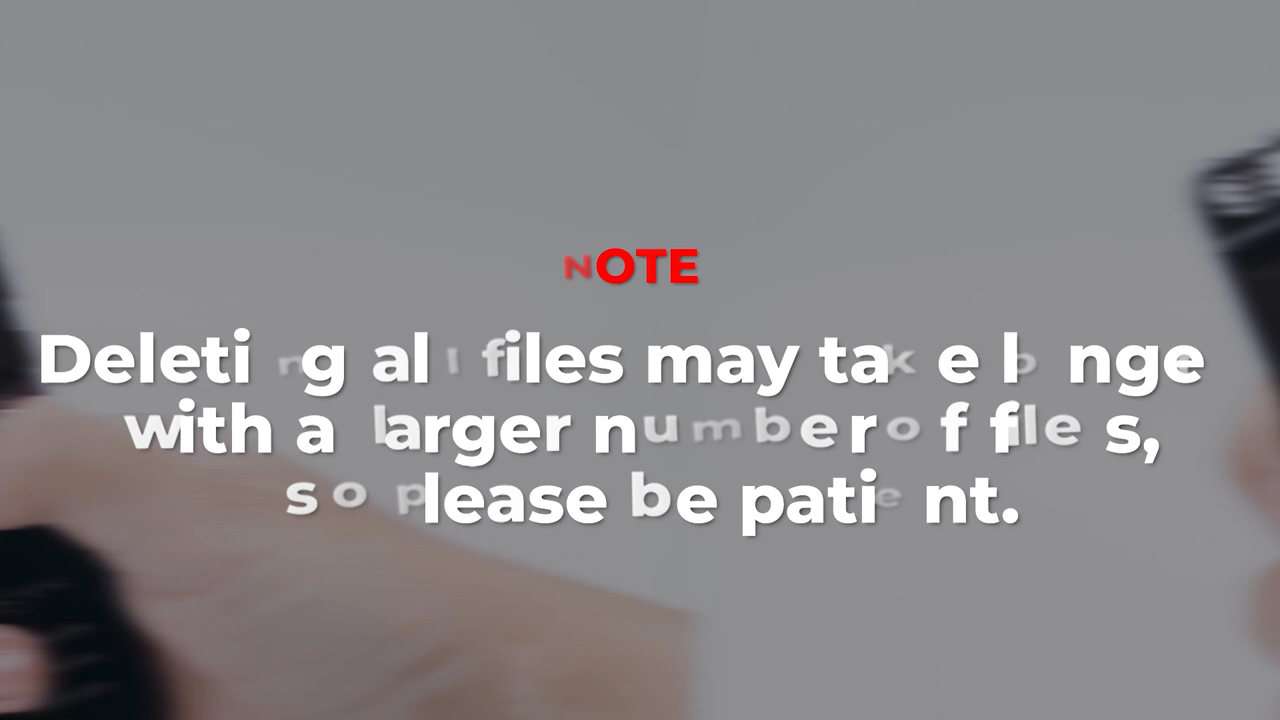 NOTE
Deleting all files may take longer
with a larger number of files,
so please be patient.